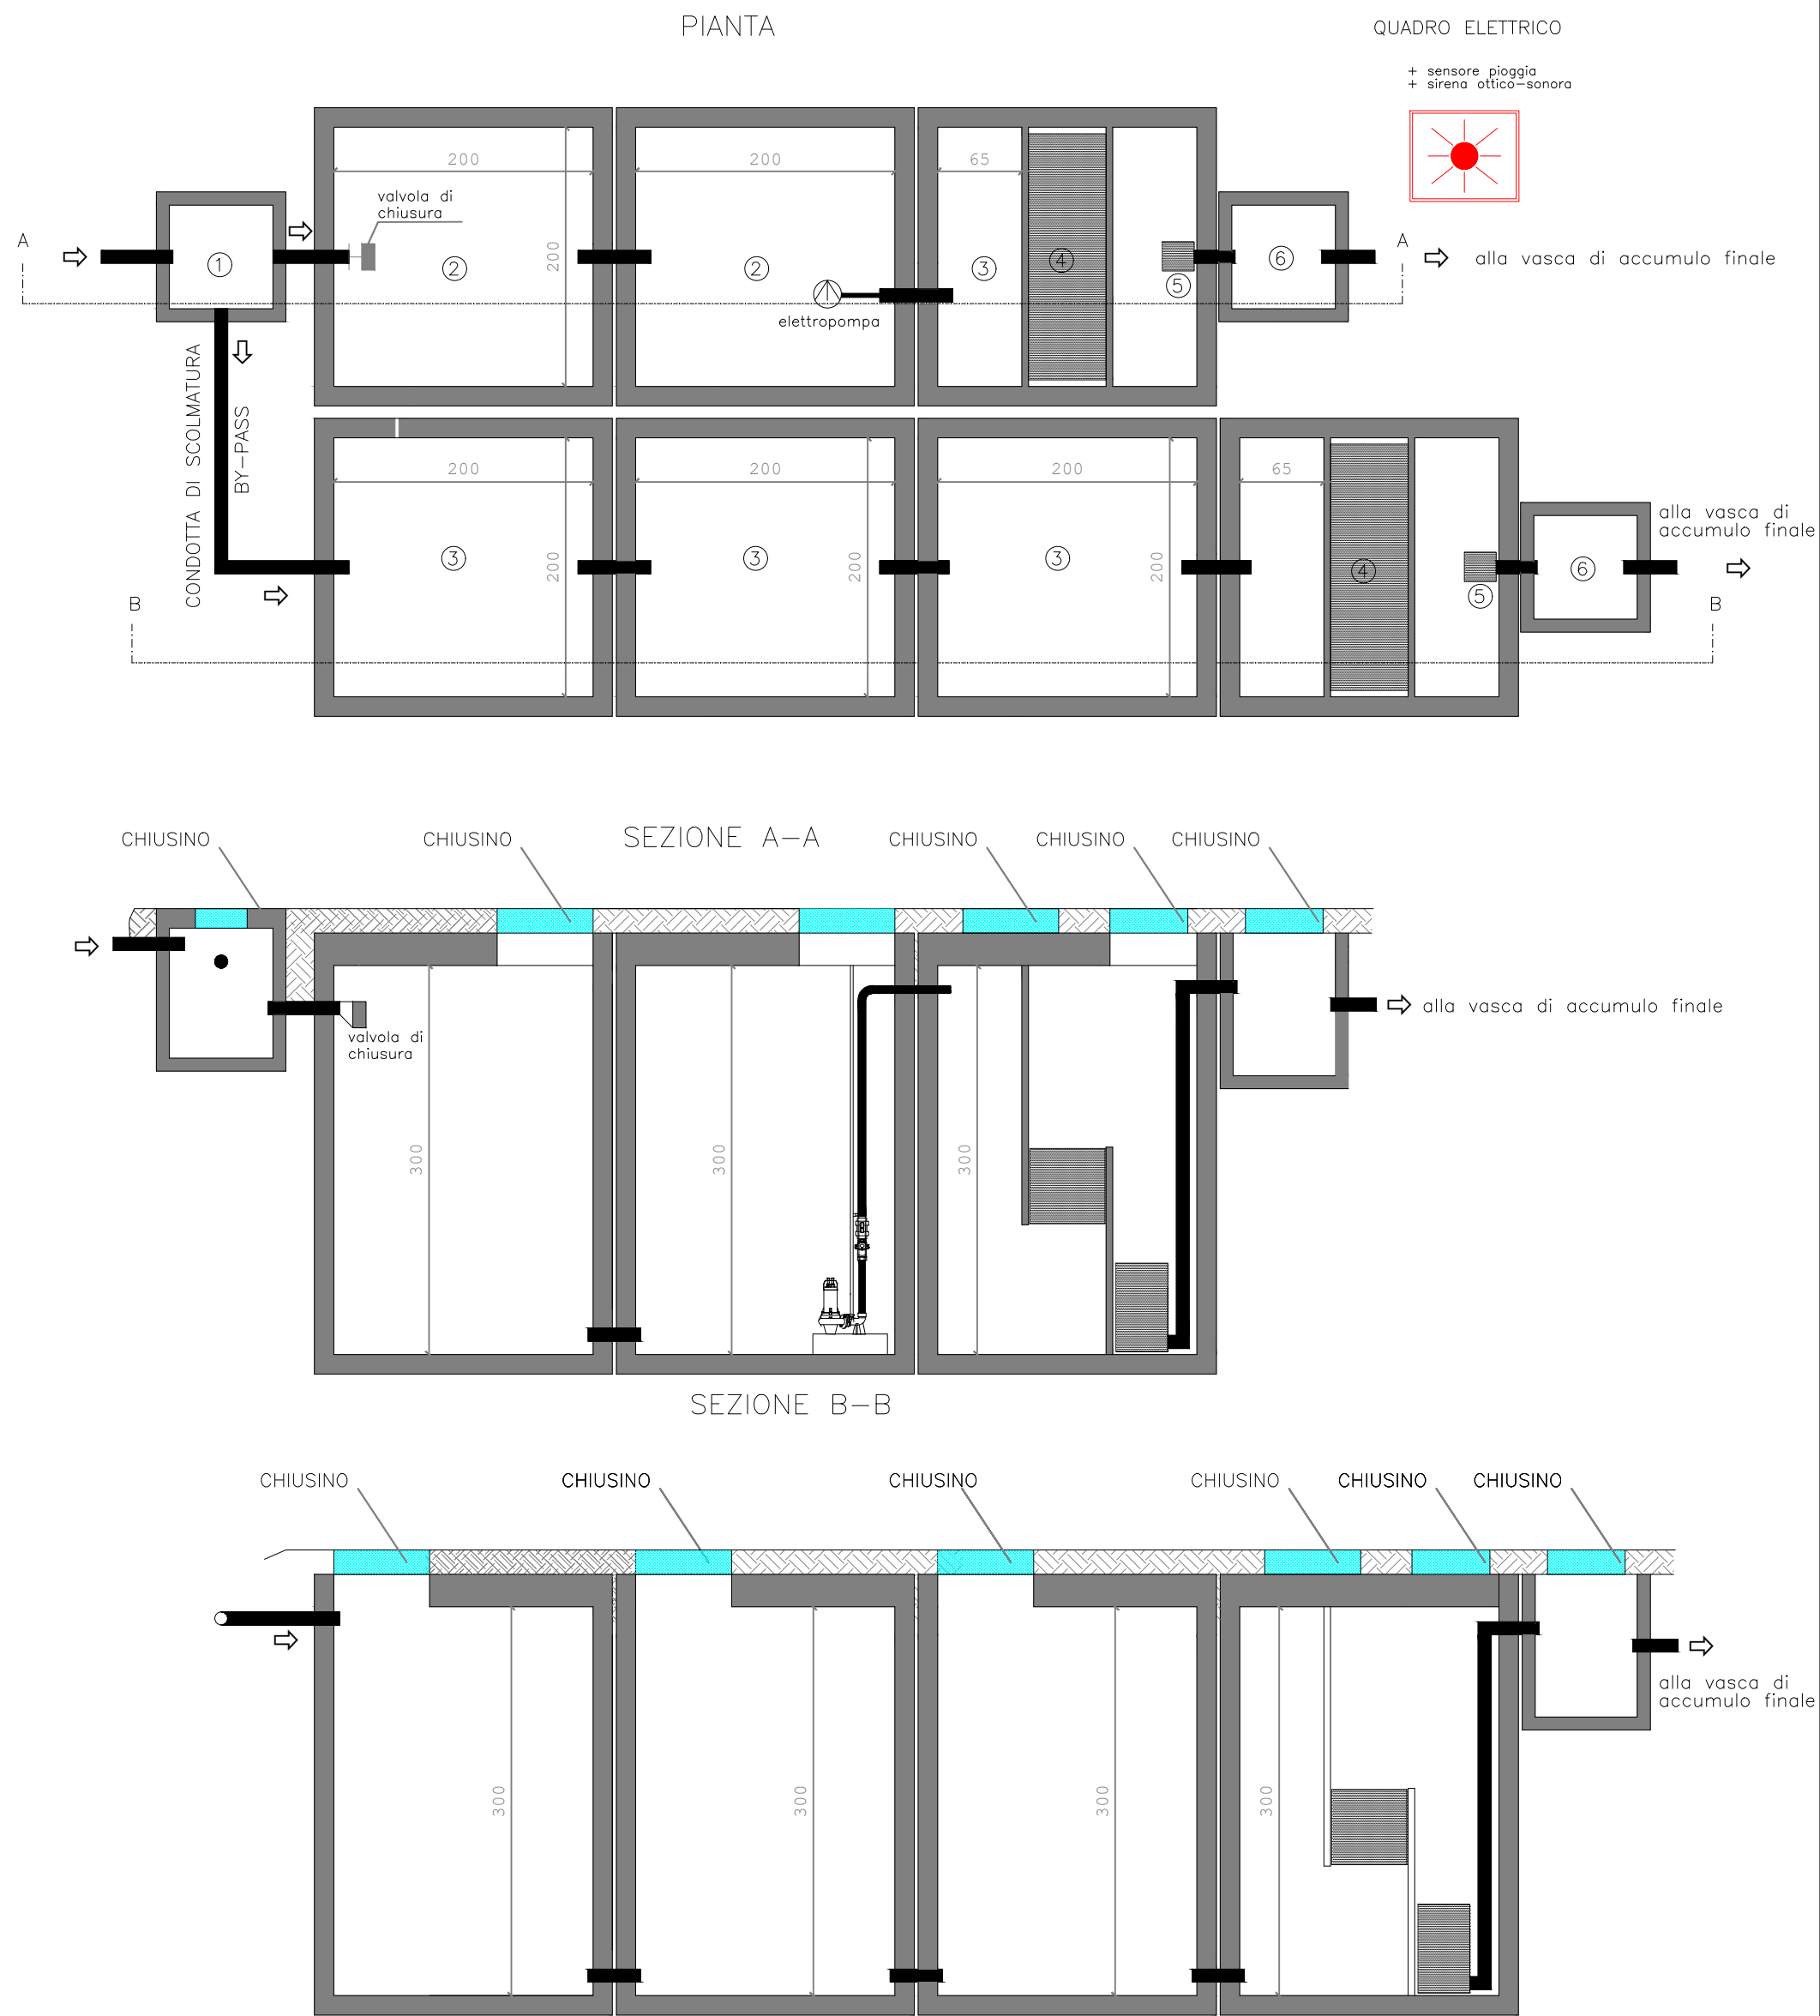 PIANTA
QUADRO ELETTRICO
+ sensore pioggia
+ sirena ottico-sonora
200
200
65
valvola di
chiusura
A
A
1
2
200
2
3
4
5
6
alla vasca di accumulo finale
elettropompa
CONDOTTA DI SCOLMATURA
BY-PASS
200
200
200
65
alla vasca di
accumulo finale
3
200
3
200
3
200
4
5
6
B
B
SEZIONE A-A
CHIUSINO
CHIUSINO
CHIUSINO
CHIUSINO
CHIUSINO
alla vasca di accumulo finale
valvola di
chiusura
300
300
300
SEZIONE B-B
CHIUSINO
CHIUSINO
CHIUSINO
CHIUSINO
CHIUSINO
CHIUSINO
alla vasca di
accumulo finale
300
300
300
300